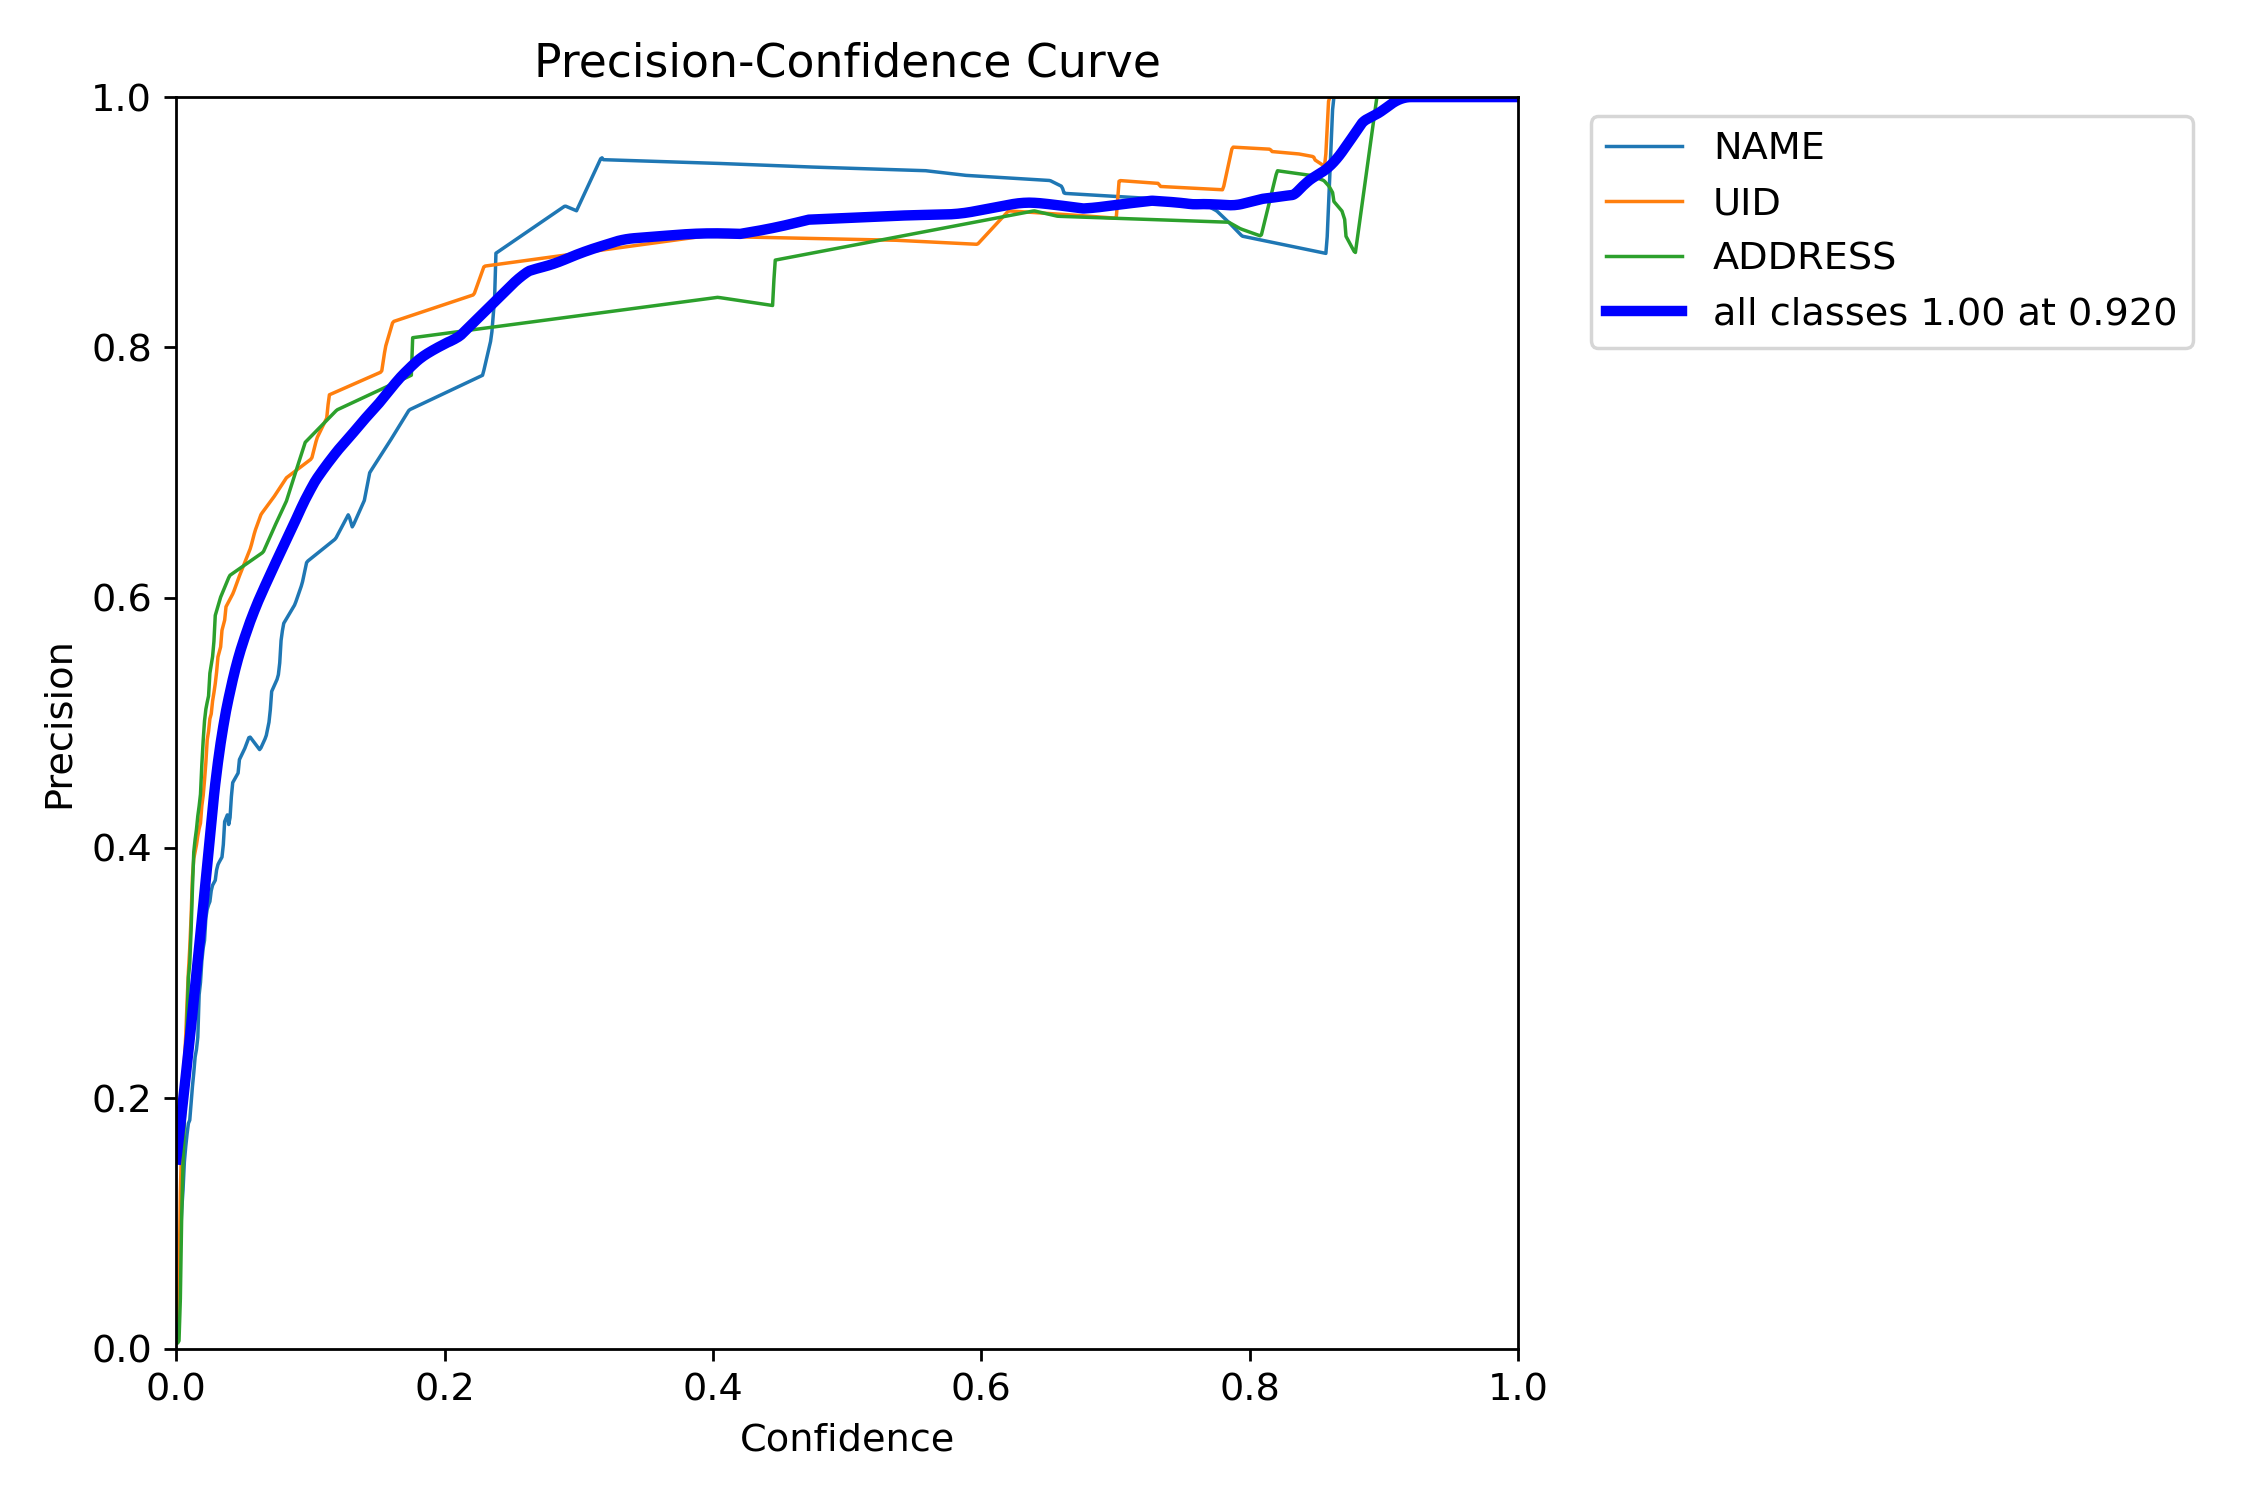 Precision-Confidence Curve
1.0
0.8
0.6
0.4
0.2
0.0
Precision
0.0 0.2 0.4 0.6 0.8 1.0
Confidence
NAME
UID
ADDRESS
all classes 1.00 at 0.920